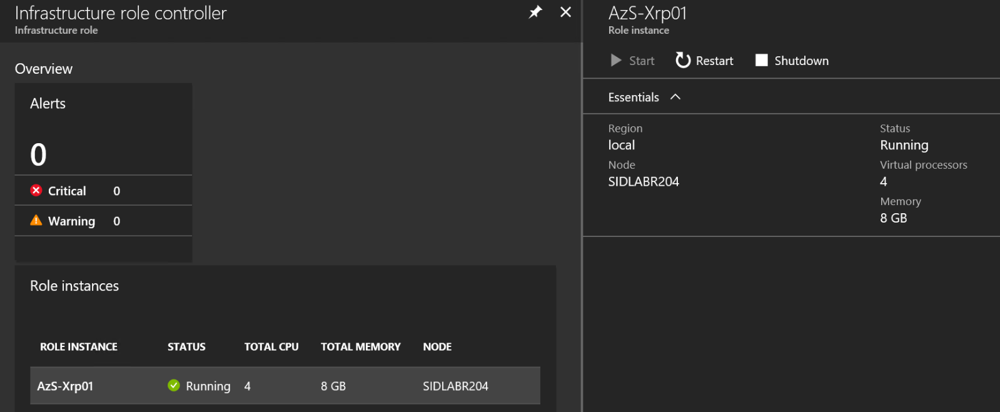 Infrastructure role controller
Infrastructure role
Overview
Alerts
0
Critical 0
Warning 0
Role instances
ROLE INSTANCE STATUS TOTAL CPU TOTAL MEMORY NODE
AzS-Xrp01 Running 4 8 GB SIDLABR204
AzS-Xrp01
Role instance
Start Restart Shutdown
Essentials
Region
local
Node
SIDLABR204
Status
Running
Virtual processors
4
Memory
8 GB